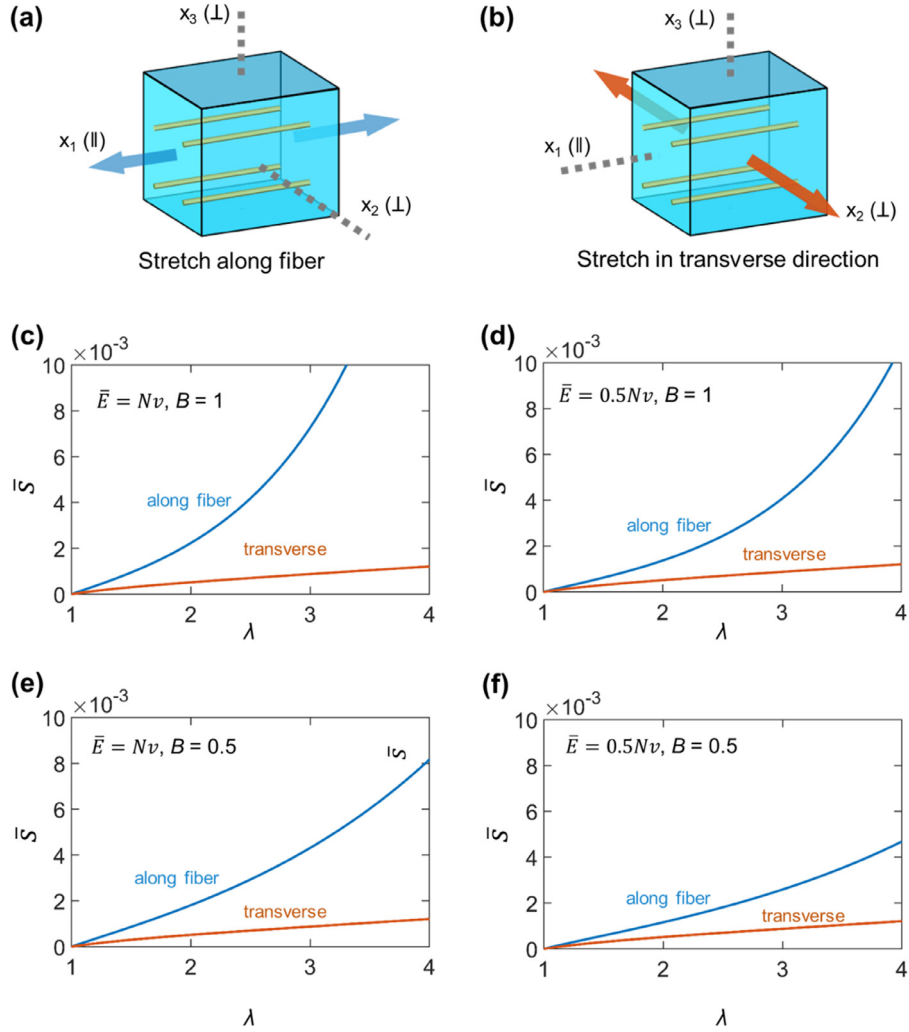 (a)
x₃ (⊥)
x₁ (∥)
x₂ (⊥)
Stretch along fiber
(b)
x₃ (⊥)
x₁ (∥)
x₂ (⊥)
Stretch in transverse direction
(c)
×10⁻³
10
8
6
4
2
0
S̄
Ē = Nv, B = 1
along fiber
transverse
1 2 3 4
λ
(d)
×10⁻³
10
8
6
4
2
0
S̄
Ē = 0.5Nv, B = 1
along fiber
transverse
1 2 3 4
λ
(e)
×10⁻³
10
8
6
4
2
0
S̄
Ē = Nv, B = 0.5
S̄
along fiber
transverse
1 2 3 4
λ
(f)
×10⁻³
10
8
6
4
2
0
S̄
Ē = 0.5Nv, B = 0.5
along fiber
transverse
1 2 3 4
λ